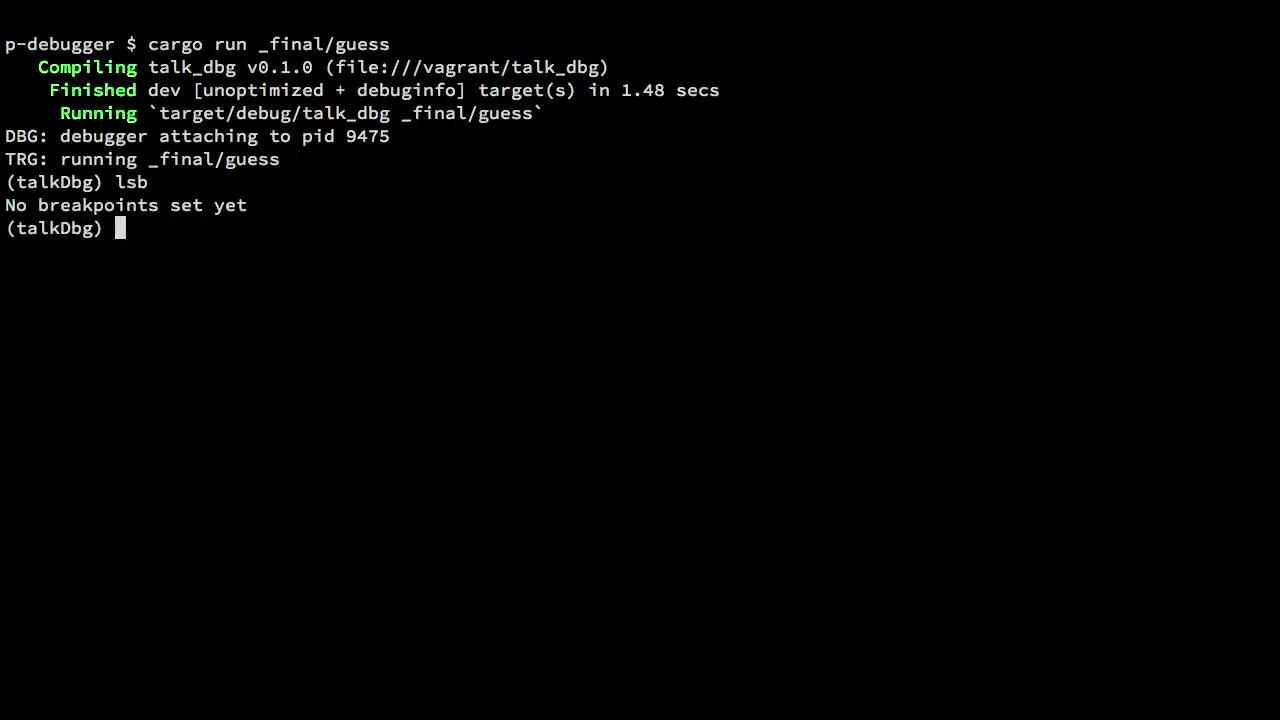 p-debugger $ cargo run _final/guess
Compiling talk_dbg v0.1.0 (file:///vagrant/talk_dbg)
Finished dev [unoptimized + debuginfo] target(s) in 1.48 secs
Running `target/debug/talk_dbg _final/guess`
DBG: debugger attaching to pid 9475
TRG: running _final/guess
(talkDbg) lsb
No breakpoints set yet
(talkDbg)